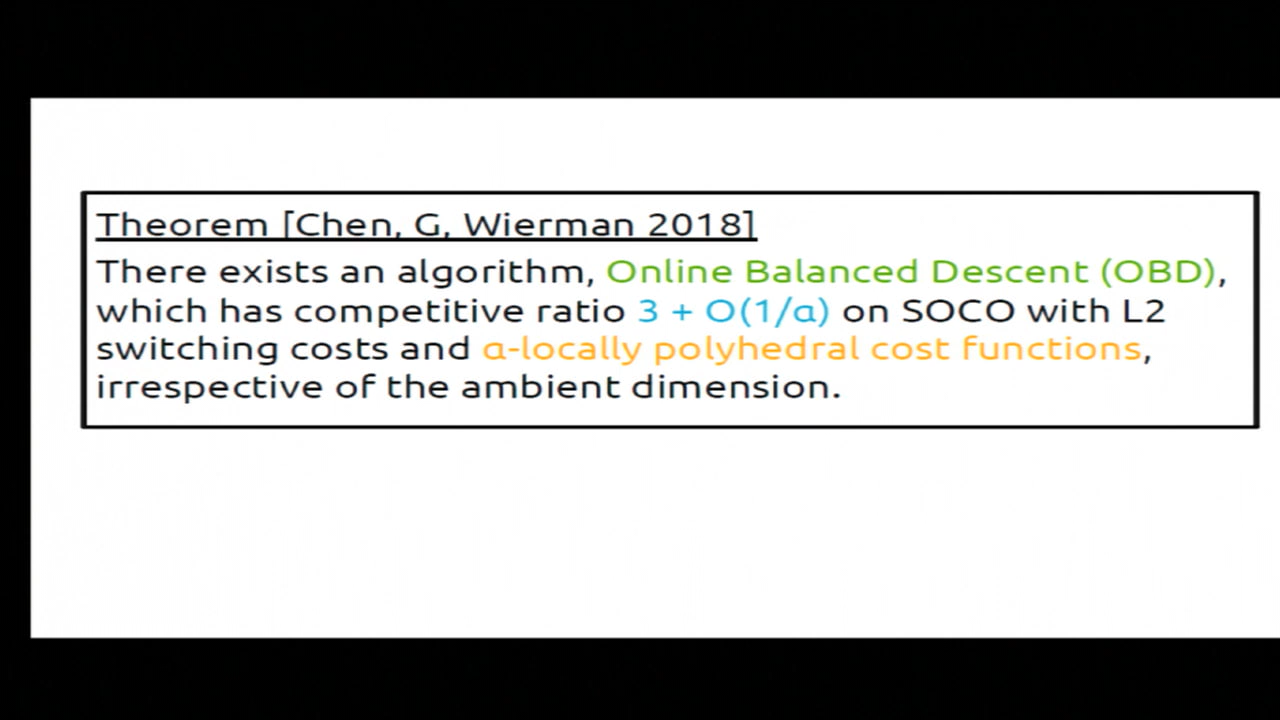 Theorem [Chen, G, Wierman 2018]
There exists an algorithm, Online Balanced Descent (OBD),
which has competitive ratio 3 + O(1/α) on SOCO with L2
switching costs and α-locally polyhedral cost functions,
irrespective of the ambient dimension.